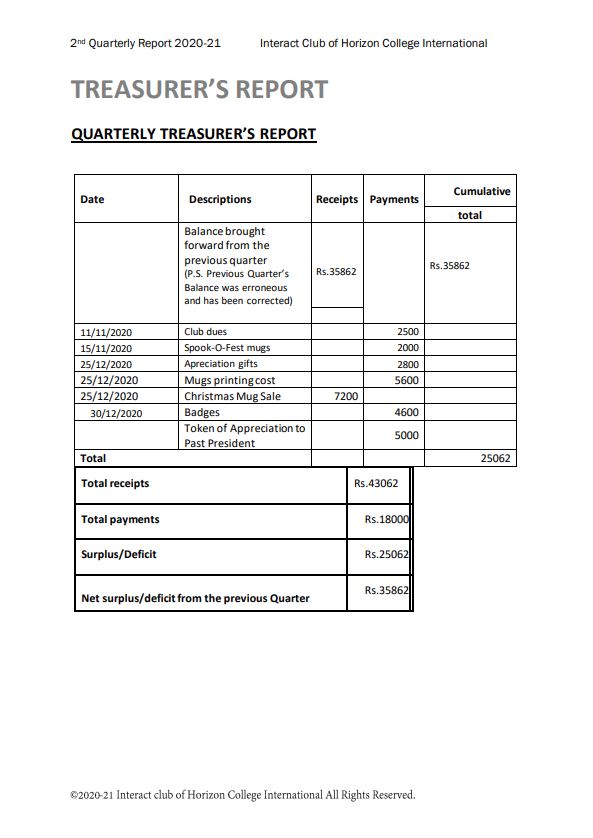 2nd Quarterly Report 2020-21 Interact Club of Horizon College International
TREASURER’S REPORT
QUARTERLY TREASURER’S REPORT
Date Descriptions Receipts Payments Cumulative
total
Balance brought
forward from the
previous quarter
(P.S. Previous Quarter’s
Balance was erroneous
and has been corrected)
Rs.35862
Rs.35862
11/11/2020 Club dues 2500
15/11/2020 Spook-O-Fest mugs 2000
25/12/2020 Apreciation gifts 2800
25/12/2020 Mugs printing cost 5600
25/12/2020 Christmas Mug Sale 7200
30/12/2020 Badges 4600
Token of Appreciation to
Past President
5000
Total 25062
Total receipts Rs.43062
Total payments Rs.18000
Surplus/Deficit Rs.25062
Net surplus/deficit from the previous Quarter Rs.35862
©2020-21 Interact club of Horizon College International All Rights Reserved.